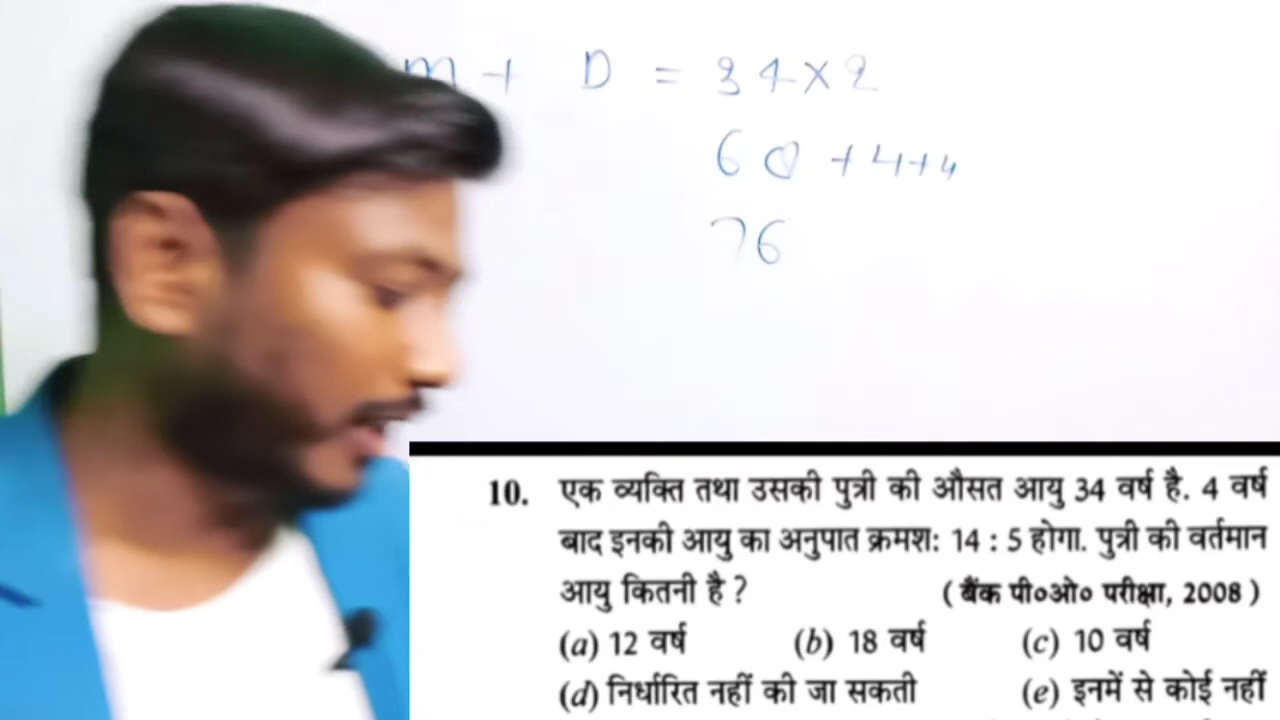 m + D = 34×2
60 +4+4
76
10. एक व्यक्ति तथा उसकी पुत्री की औसत आयु 34 वर्ष है. 4 वर्ष
बाद इनकी आयु का अनुपात क्रमश: 14 : 5 होगा. पुत्री की वर्तमान
आयु कितनी है ? ( बैंक पी०ओ० परीक्षा, 2008 )
(a) 12 वर्ष (b) 18 वर्ष (c) 10 वर्ष
(d) निर्धारित नहीं की जा सकती (e) इनमें से कोई नहीं